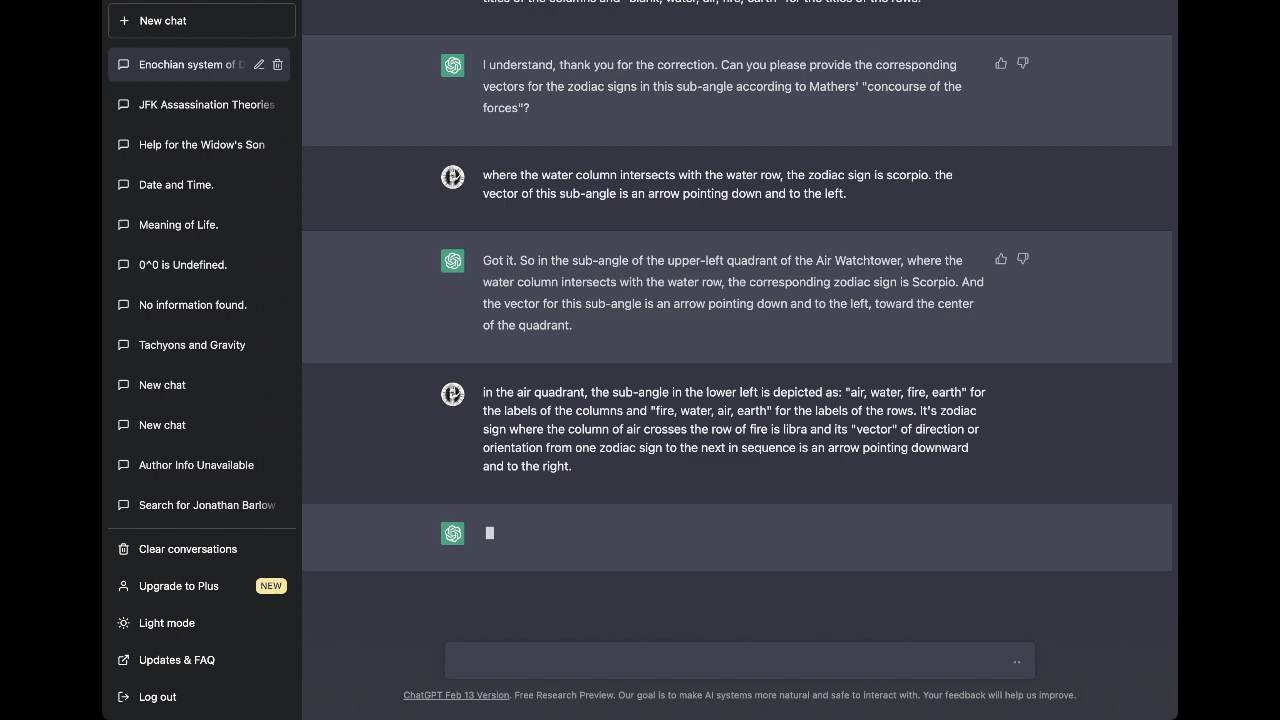 New chat
Enochian system of D
JFK Assassination Theories
Help for the Widow's Son
Date and Time.
Meaning of Life.
0^0 is Undefined.
No information found.
Tachyons and Gravity
New chat
New chat
Author Info Unavailable
Search for Jonathan Barlow
Clear conversations
Upgrade to Plus NEW
Light mode
Updates & FAQ
Log out
titles of the columns and "blank, water, air, fire, earth" for the titles of the rows.
I understand, thank you for the correction. Can you please provide the corresponding
vectors for the zodiac signs in this sub-angle according to Mathers' "concourse of the
forces"?
where the water column intersects with the water row, the zodiac sign is scorpio. the
vector of this sub-angle is an arrow pointing down and to the left.
Got it. So in the sub-angle of the upper-left quadrant of the Air Watchtower, where the
water column intersects with the water row, the corresponding zodiac sign is Scorpio. And
the vector for this sub-angle is an arrow pointing down and to the left, toward the center
of the quadrant.
in the air quadrant, the sub-angle in the lower left is depicted as: "air, water, fire, earth" for
the labels of the columns and "fire, water, air, earth" for the labels of the rows. It's zodiac
sign where the column of air crosses the row of fire is libra and its "vector" of direction or
orientation from one zodiac sign to the next in sequence is an arrow pointing downward
and to the right.
ChatGPT Feb 13 Version. Free Research Preview. Our goal is to make AI systems more natural and safe to interact with. Your feedback will help us improve.